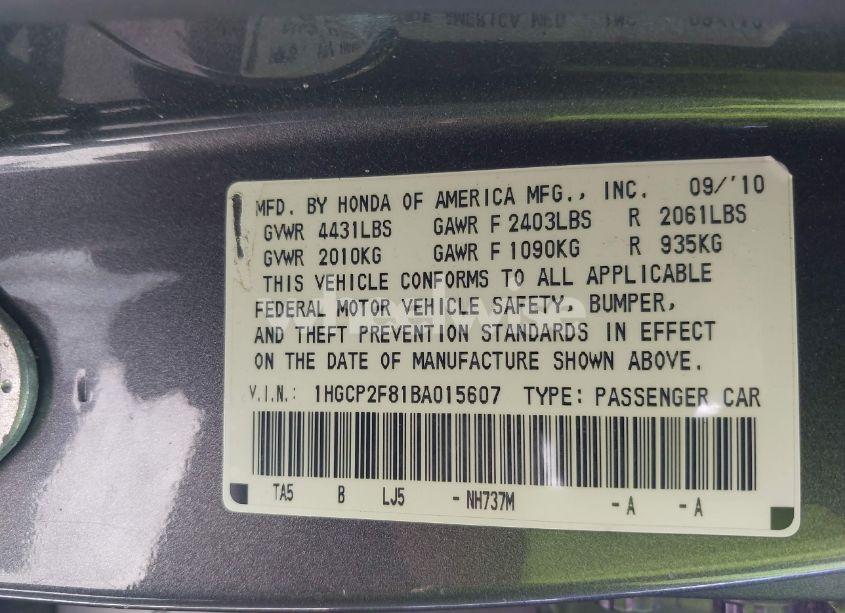 MFD. BY HONDA OF AMERICA MFG., INC. 09/'10
GVWR 4431LBS GAWR F 2403LBS R 2061LBS
GVWR 2010KG GAWR F 1090KG R 935KG
THIS VEHICLE CONFORMS TO ALL APPLICABLE
FEDERAL MOTOR VEHICLE SAFETY, BUMPER,
AND THEFT PREVENTION STANDARDS IN EFFECT
ON THE DATE OF MANUFACTURE SHOWN ABOVE.
V.I.N.: 1HGCP2F81BA015607 TYPE: PASSENGER CAR
TA5 B LJ5 -NH737M -A -A